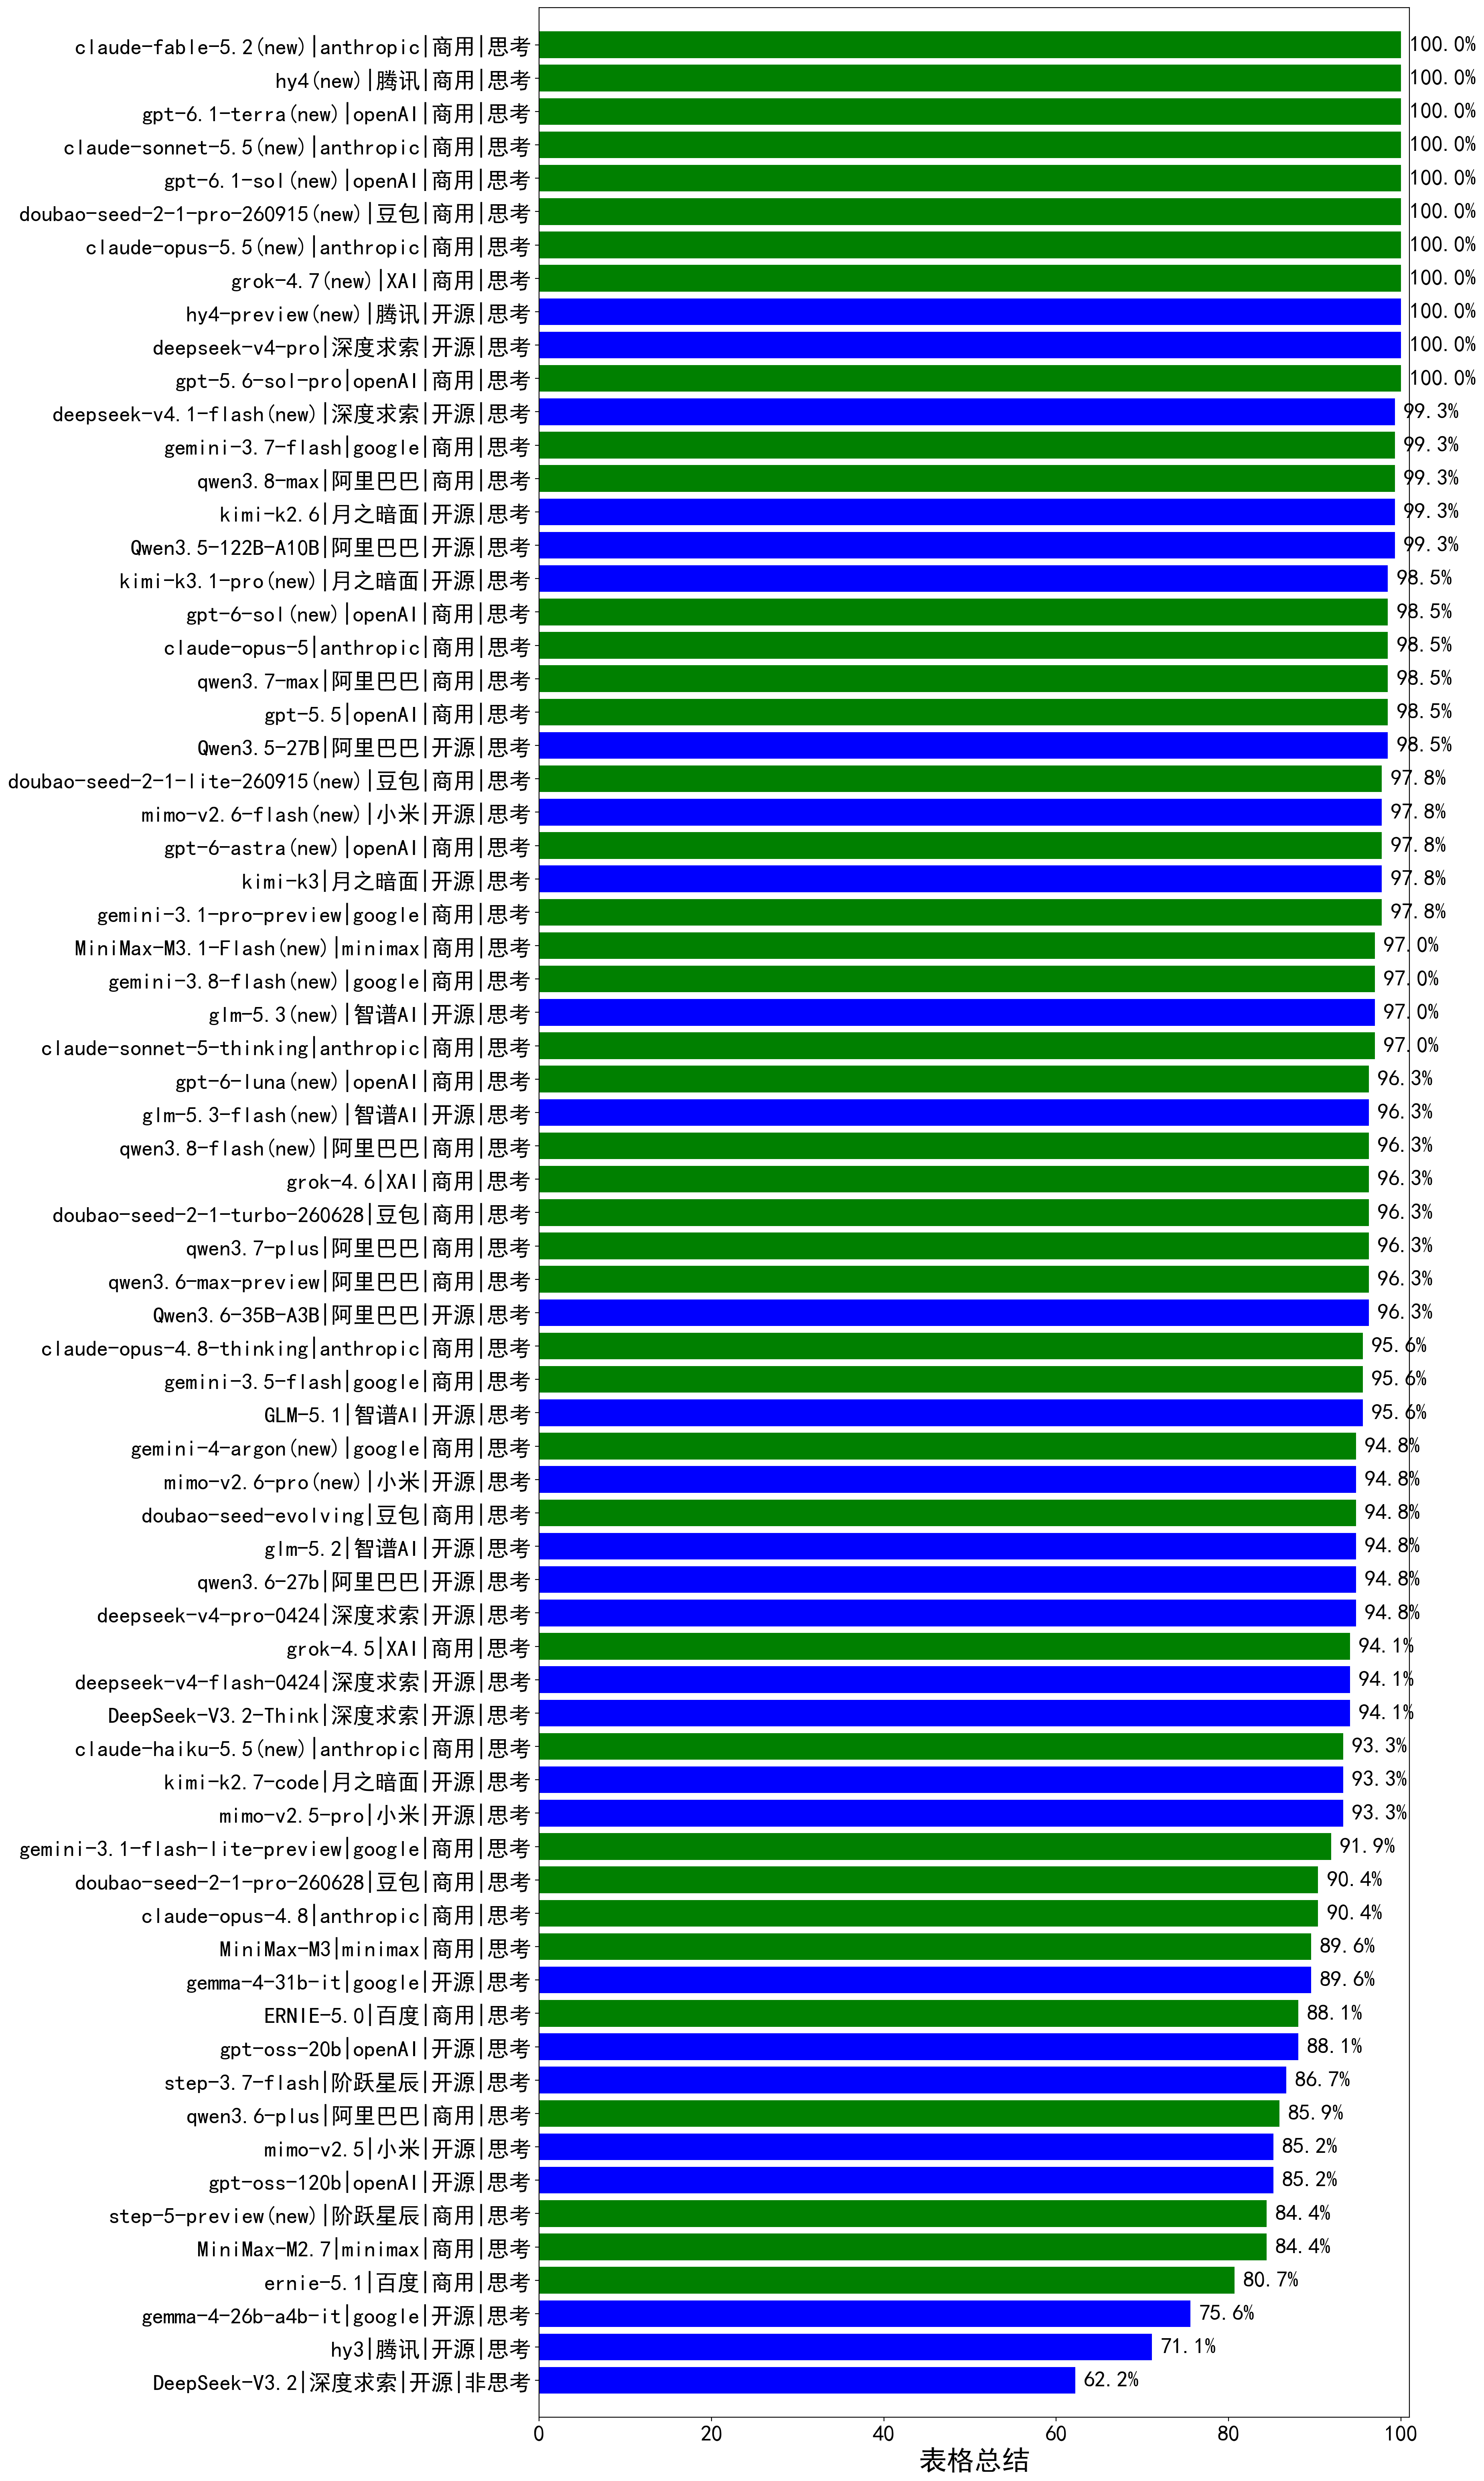 claude-fable-5.2(new)|anthropic|商用|思考 100.0%
hy4(new)|腾讯|商用|思考 100.0%
gpt-6.1-terra(new)|openAI|商用|思考 100.0%
claude-sonnet-5.5(new)|anthropic|商用|思考 100.0%
gpt-6.1-sol(new)|openAI|商用|思考 100.0%
doubao-seed-2-1-pro-260915(new)|豆包|商用|思考 100.0%
claude-opus-5.5(new)|anthropic|商用|思考 100.0%
grok-4.7(new)|XAI|商用|思考 100.0%
hy4-preview(new)|腾讯|开源|思考 100.0%
deepseek-v4-pro|深度求索|开源|思考 100.0%
gpt-5.6-sol-pro|openAI|商用|思考 100.0%
deepseek-v4.1-flash(new)|深度求索|开源|思考 99.3%
gemini-3.7-flash|google|商用|思考 99.3%
qwen3.8-max|阿里巴巴|商用|思考 99.3%
kimi-k2.6|月之暗面|开源|思考 99.3%
Qwen3.5-122B-A10B|阿里巴巴|开源|思考 99.3%
kimi-k3.1-pro(new)|月之暗面|开源|思考 98.5%
gpt-6-sol(new)|openAI|商用|思考 98.5%
claude-opus-5|anthropic|商用|思考 98.5%
qwen3.7-max|阿里巴巴|商用|思考 98.5%
gpt-5.5|openAI|商用|思考 98.5%
Qwen3.5-27B|阿里巴巴|开源|思考 98.5%
doubao-seed-2-1-lite-260915(new)|豆包|商用|思考 97.8%
mimo-v2.6-flash(new)|小米|开源|思考 97.8%
gpt-6-astra(new)|openAI|商用|思考 97.8%
kimi-k3|月之暗面|开源|思考 97.8%
gemini-3.1-pro-preview|google|商用|思考 97.8%
MiniMax-M3.1-Flash(new)|minimax|商用|思考 97.0%
gemini-3.8-flash(new)|google|商用|思考 97.0%
glm-5.3(new)|智谱AI|开源|思考 97.0%
claude-sonnet-5-thinking|anthropic|商用|思考 97.0%
gpt-6-luna(new)|openAI|商用|思考 96.3%
glm-5.3-flash(new)|智谱AI|开源|思考 96.3%
qwen3.8-flash(new)|阿里巴巴|商用|思考 96.3%
grok-4.6|XAI|商用|思考 96.3%
doubao-seed-2-1-turbo-260628|豆包|商用|思考 96.3%
qwen3.7-plus|阿里巴巴|商用|思考 96.3%
qwen3.6-max-preview|阿里巴巴|商用|思考 96.3%
Qwen3.6-35B-A3B|阿里巴巴|开源|思考 96.3%
claude-opus-4.8-thinking|anthropic|商用|思考 95.6%
gemini-3.5-flash|google|商用|思考 95.6%
GLM-5.1|智谱AI|开源|思考 95.6%
gemini-4-argon(new)|google|商用|思考 94.8%
mimo-v2.6-pro(new)|小米|开源|思考 94.8%
doubao-seed-evolving|豆包|商用|思考 94.8%
glm-5.2|智谱AI|开源|思考 94.8%
qwen3.6-27b|阿里巴巴|开源|思考 94.8%
deepseek-v4-pro-0424|深度求索|开源|思考 94.8%
grok-4.5|XAI|商用|思考 94.1%
deepseek-v4-flash-0424|深度求索|开源|思考 94.1%
DeepSeek-V3.2-Think|深度求索|开源|思考 94.1%
claude-haiku-5.5(new)|anthropic|商用|思考 93.3%
kimi-k2.7-code|月之暗面|开源|思考 93.3%
mimo-v2.5-pro|小米|开源|思考 93.3%
gemini-3.1-flash-lite-preview|google|商用|思考 91.9%
doubao-seed-2-1-pro-260628|豆包|商用|思考 90.4%
claude-opus-4.8|anthropic|商用|思考 90.4%
MiniMax-M3|minimax|商用|思考 89.6%
gemma-4-31b-it|google|开源|思考 89.6%
ERNIE-5.0|百度|商用|思考 88.1%
gpt-oss-20b|openAI|开源|思考 88.1%
step-3.7-flash|阶跃星辰|开源|思考 86.7%
qwen3.6-plus|阿里巴巴|商用|思考 85.9%
mimo-v2.5|小米|开源|思考 85.2%
gpt-oss-120b|openAI|开源|思考 85.2%
step-5-preview(new)|阶跃星辰|商用|思考 84.4%
MiniMax-M2.7|minimax|商用|思考 84.4%
ernie-5.1|百度|商用|思考 80.7%
gemma-4-26b-a4b-it|google|开源|思考 75.6%
hy3|腾讯|开源|思考 71.1%
DeepSeek-V3.2|深度求索|开源|非思考 62.2%
0 20 40 60 80 100
表格总结